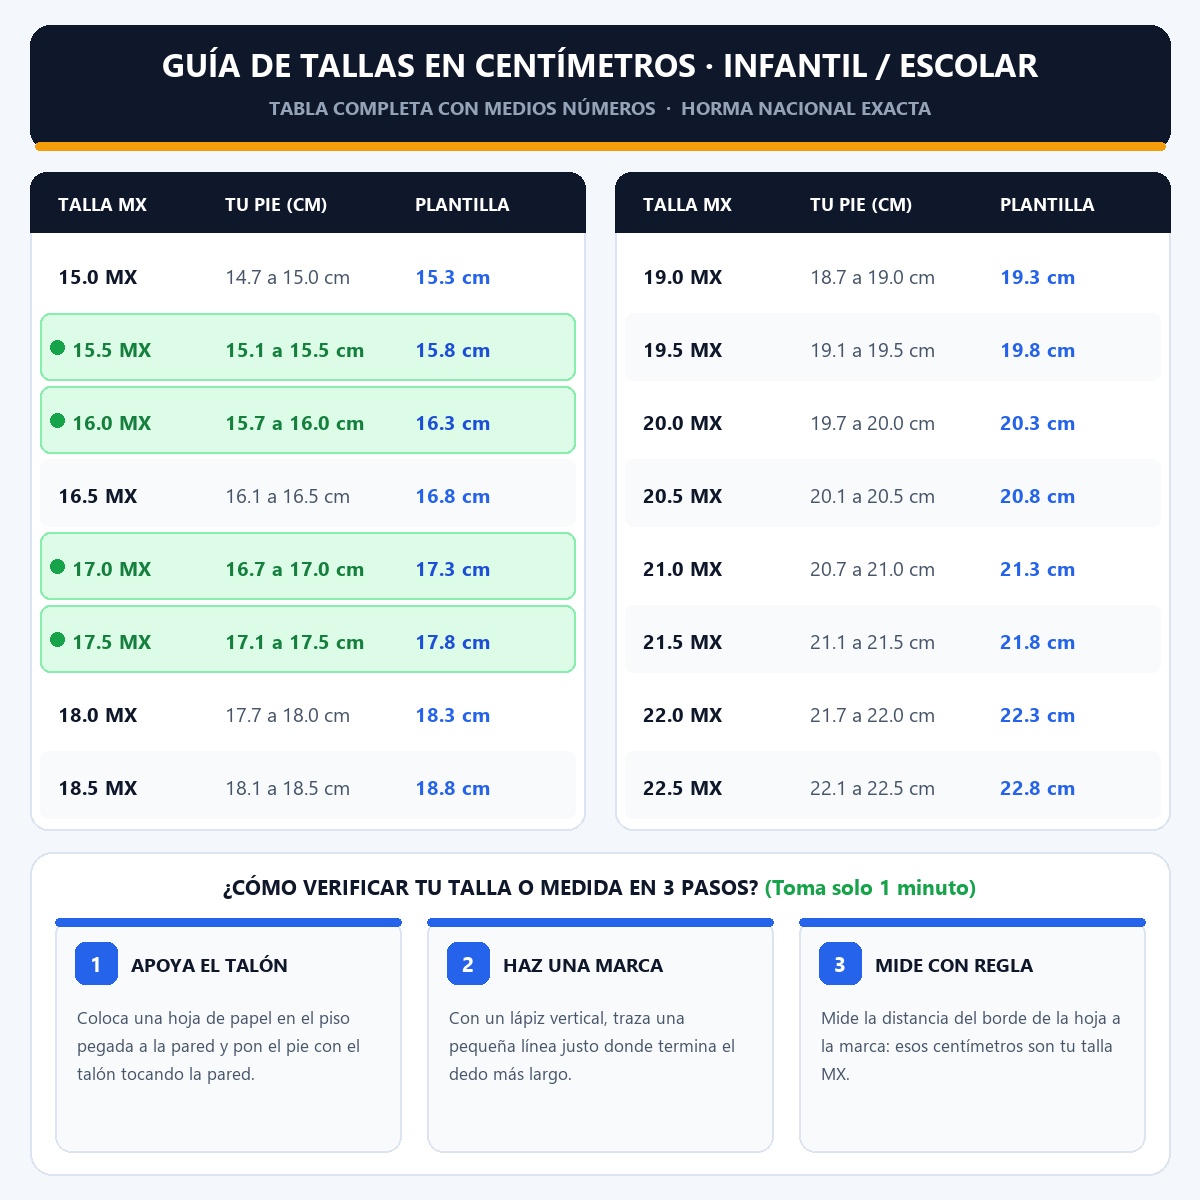 GUÍA DE TALLAS EN CENTÍMETROS · INFANTIL / ESCOLAR
TABLA COMPLETA CON MEDIOS NÚMEROS · HORMA NACIONAL EXACTA
TALLA MX TU PIE (CM) PLANTILLA
15.0 MX 14.7 a 15.0 cm 15.3 cm
15.5 MX 15.1 a 15.5 cm 15.8 cm
16.0 MX 15.7 a 16.0 cm 16.3 cm
16.5 MX 16.1 a 16.5 cm 16.8 cm
17.0 MX 16.7 a 17.0 cm 17.3 cm
17.5 MX 17.1 a 17.5 cm 17.8 cm
18.0 MX 17.7 a 18.0 cm 18.3 cm
18.5 MX 18.1 a 18.5 cm 18.8 cm
TALLA MX TU PIE (CM) PLANTILLA
19.0 MX 18.7 a 19.0 cm 19.3 cm
19.5 MX 19.1 a 19.5 cm 19.8 cm
20.0 MX 19.7 a 20.0 cm 20.3 cm
20.5 MX 20.1 a 20.5 cm 20.8 cm
21.0 MX 20.7 a 21.0 cm 21.3 cm
21.5 MX 21.1 a 21.5 cm 21.8 cm
22.0 MX 21.7 a 22.0 cm 22.3 cm
22.5 MX 22.1 a 22.5 cm 22.8 cm
¿CÓMO VERIFICAR TU TALLA O MEDIDA EN 3 PASOS? (Toma solo 1 minuto)
1 APOYA EL TALÓN
Coloca una hoja de papel en el piso
pegada a la pared y pon el pie con el
talón tocando la pared.
2 HAZ UNA MARCA
Con un lápiz vertical, traza una
pequeña línea justo donde termina el
dedo más largo.
3 MIDE CON REGLA
Mide la distancia del borde de la hoja a
la marca: esos centímetros son tu talla
MX.